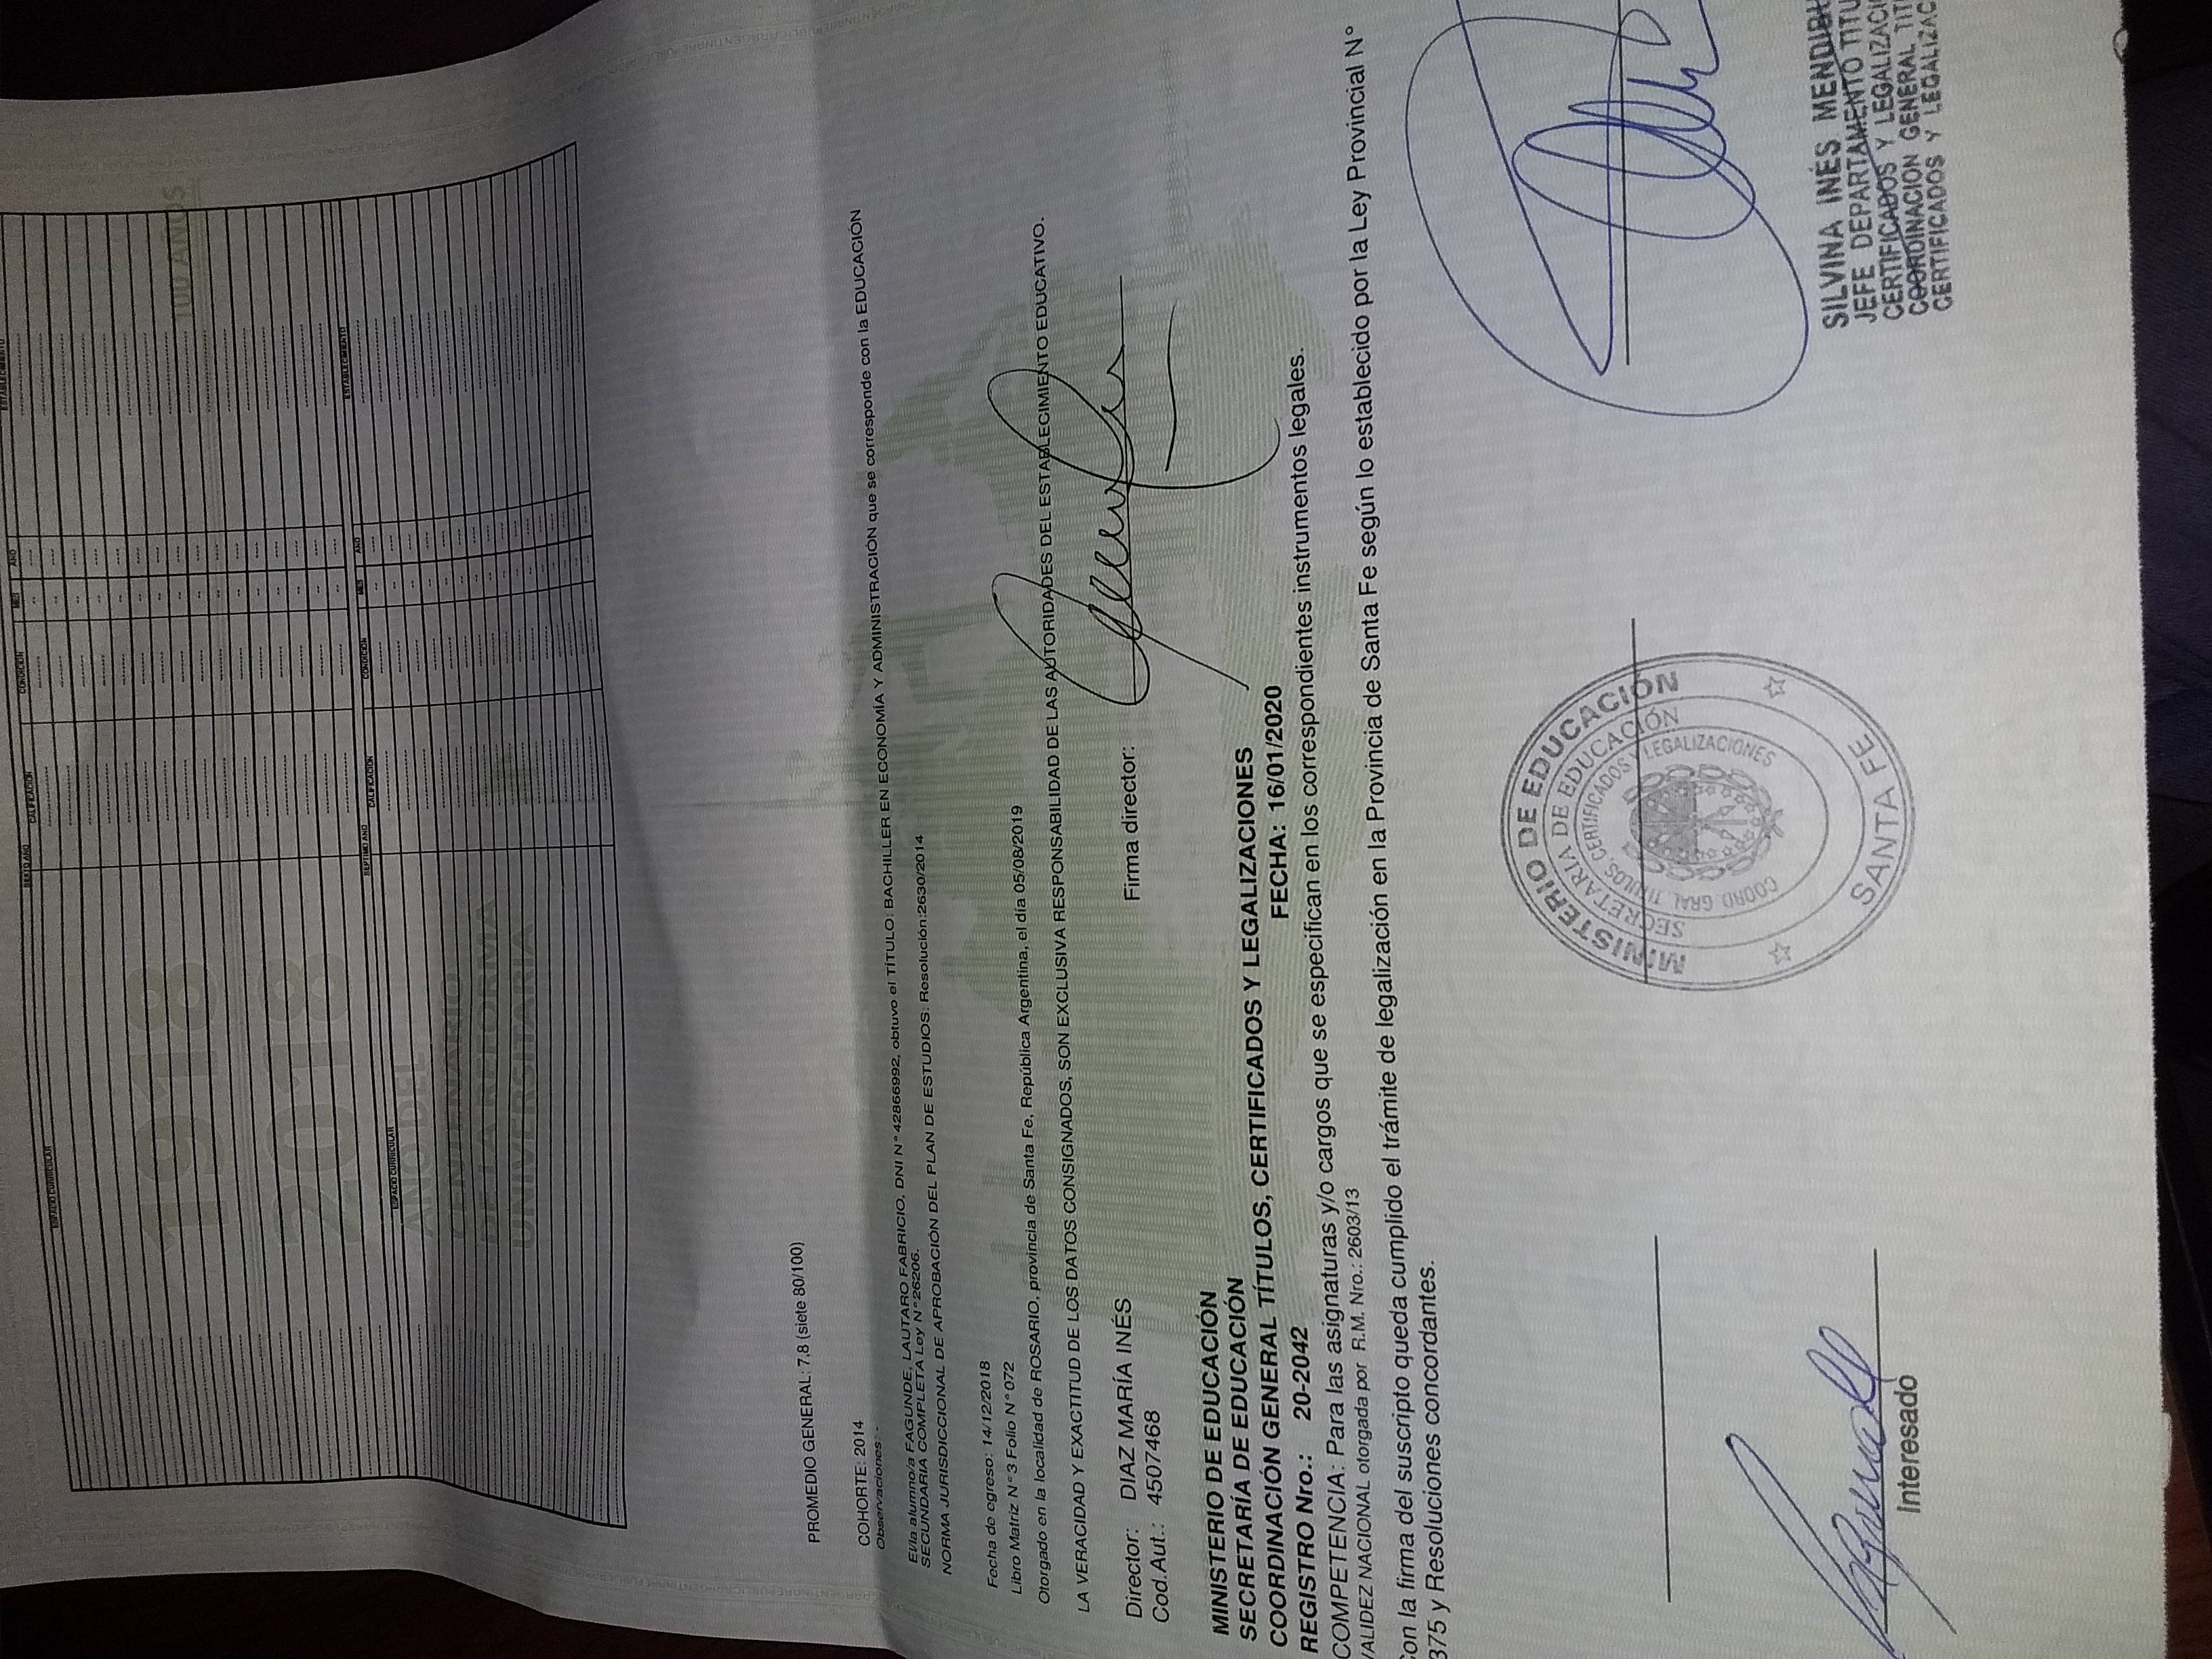 SEXTO AÑO
ESPACIO CURRICULAR CALIFICACIÓN CONDICIÓN MES AÑO ESTABLECIMIENTO
1918
100 AÑOS
2018
SEPTIMO AÑO
ESPACIO CURRICULAR CALIFICACIÓN CONDICIÓN MES AÑO ESTABLECIMIENTO
AÑO DEL
CENTENARIO
DE LA REFORMA
UNIVERSITARIA
PROMEDIO GENERAL: 7,8 (siete 80/100)
COHORTE: 2014
Observaciones: -
El/la alumno/a FAGUNDE, LAUTARO FABRICIO, DNI N° 42866992, obtuvo el TÍTULO: BACHILLER EN ECONOMÍA Y ADMINISTRACIÓN que se corresponde con la EDUCACIÓN
SECUNDARIA COMPLETA Ley N°26206.
NORMA JURISDICCIONAL DE APROBACIÓN DEL PLAN DE ESTUDIOS: Resolución:2630/2014
Fecha de egreso: 14/12/2018
Libro Matriz N°3 Folio N°072
Otorgado en la localidad de ROSARIO, provincia de Santa Fe, República Argentina, el día 05/08/2019
LA VERACIDAD Y EXACTITUD DE LOS DATOS CONSIGNADOS, SON EXCLUSIVA RESPONSABILIDAD DE LAS AUTORIDADES DEL ESTABLECIMIENTO EDUCATIVO.
Director: DIAZ MARÍA INÉS Firma director:
Cod.Aut.: 4507468
MINISTERIO DE EDUCACIÓN
SECRETARÍA DE EDUCACIÓN
COORDINACIÓN GENERAL TÍTULOS, CERTIFICADOS Y LEGALIZACIONES
REGISTRO Nro.: 20-2042 FECHA: 16/01/2020
COMPETENCIA: Para las asignaturas y/o cargos que se especifican en los correspondientes instrumentos legales.
VALIDEZ NACIONAL otorgada por R.M. Nro.: 2603/13
Con la firma del suscripto queda cumplido el trámite de legalización en la Provincia de Santa Fe según lo establecido por la Ley Provincial N°
375 y Resoluciones concordantes.
MINISTERIO DE EDUCACIÓN
SECRETARIA DE EDUCACIÓN
COORD GRAL TITULOS, CERTIFICADOS Y LEGALIZACIONES
SANTA FE
Interesado
SILVINA INÉS MENDIBU
JEFE DEPARTAMENTO TITU
CERTIFICADOS Y LEGALIZACI
COORDINACION GENERAL TIT
CERTIFICADOS Y LEGALIZAC